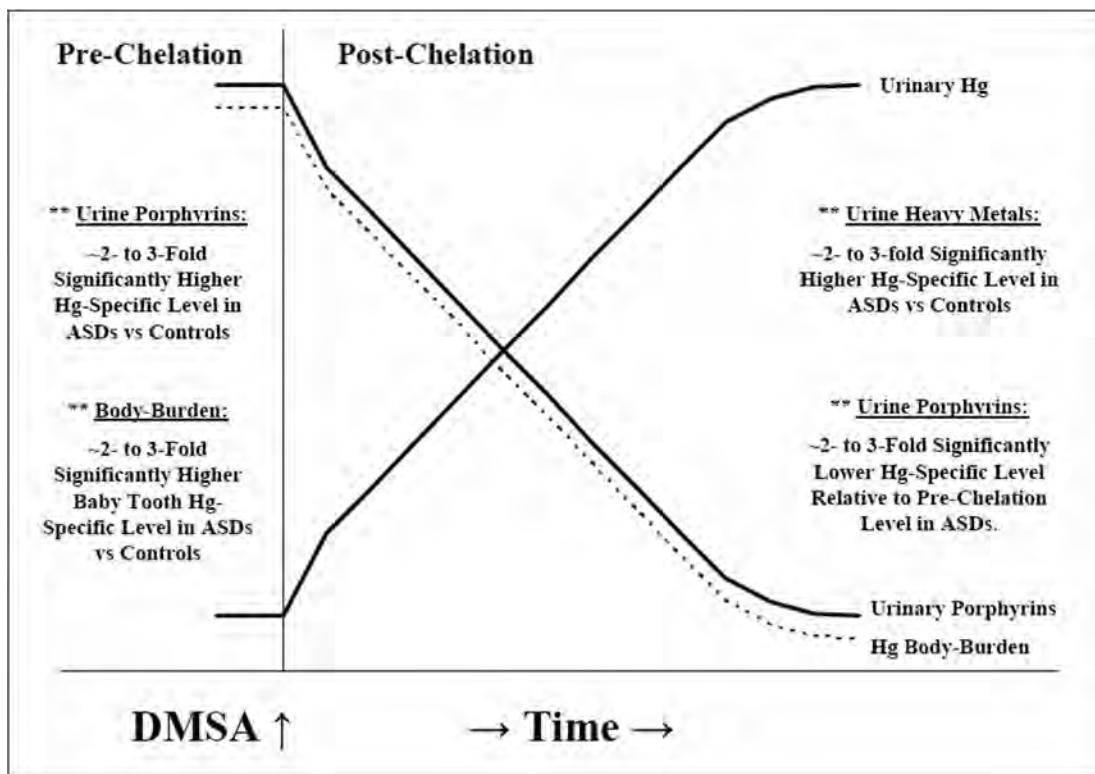 Pre-Chelation
Post-Chelation
Urinary Hg
** Urine Porphyrins:
~2- to 3-Fold
Significantly Higher
Hg-Specific Level in
ASDs vs Controls
** Body-Burden:
~2- to 3-Fold
Significantly Higher
Baby Tooth Hg-
Specific Level in ASDs
vs Controls
** Urine Heavy Metals:
~2- to 3-fold Significantly
Higher Hg-Specific Level in
ASDs vs Controls
** Urine Porphyrins:
~2- to 3-Fold Significantly
Lower Hg-Specific Level
Relative to Pre-Chelation
Level in ASDs.
Urinary Porphyrins
Hg Body-Burden
DMSA ↑
→ Time →